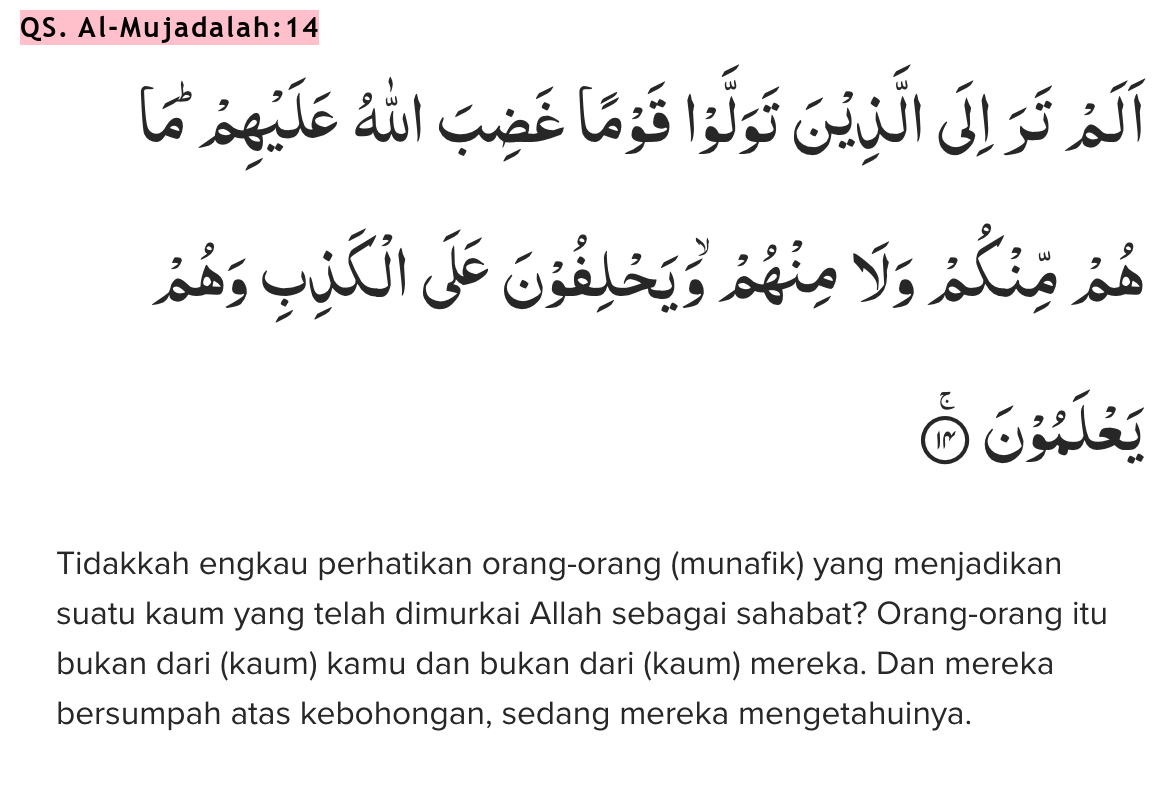 QS. Al-Mujadalah:14
اَلَمْ تَرَ اِلَى الَّذِيْنَ تَوَلَّوْا قَوْمًا غَضِبَ اللّٰهُ عَلَيْهِمْۗ مَا
هُمْ مِّنْكُمْ وَلَا مِنْهُمْۙ وَيَحْلِفُوْنَ عَلَى الْكَذِبِ وَهُمْ
يَعْلَمُوْنَۚ ١٤
Tidakkah engkau perhatikan orang-orang (munafik) yang menjadikan
suatu kaum yang telah dimurkai Allah sebagai sahabat? Orang-orang itu
bukan dari (kaum) kamu dan bukan dari (kaum) mereka. Dan mereka
bersumpah atas kebohongan, sedang mereka mengetahuinya.